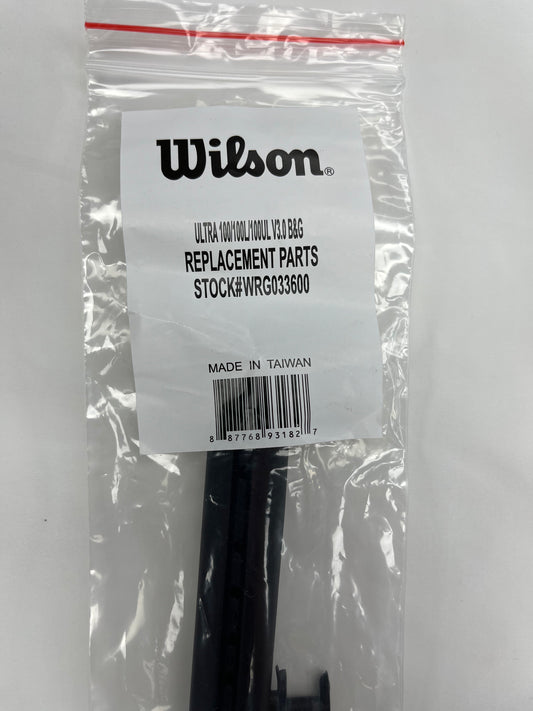 Wilson®
ULTRA 100/100L/100UL V3.0 B&G
REPLACEMENT PARTS
STOCK#WRG033600
MADE IN TAIWAN
8 87768 93182 7